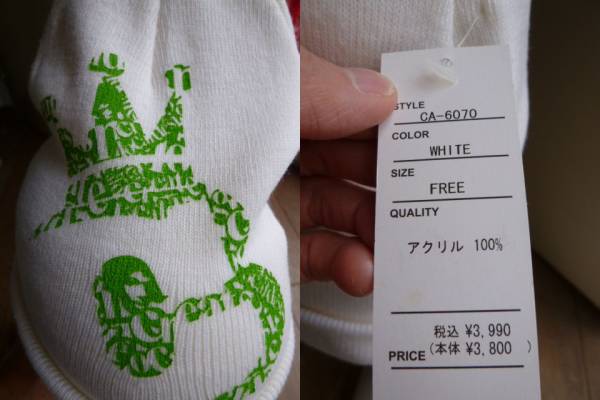 STYLE
CA-6070
COLOR
WHITE
SIZE
FREE
QUALITY
アクリル 100%
税込 ¥3,990
PRICE (本体 ¥3,800 )